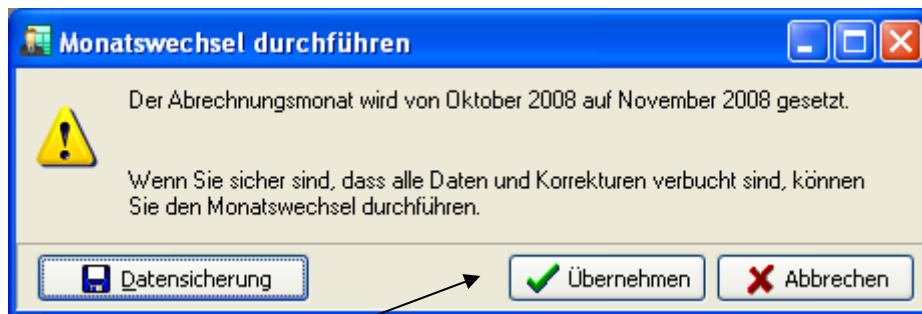 Monatswechsel durchführen
Der Abrechnungsmonat wird von Oktober 2008 auf November 2008 gesetzt.
Wenn Sie sicher sind, dass alle Daten und Korrekturen verbucht sind, können
Sie den Monatswechsel durchführen.
Datensicherung Übernehmen Abbrechen